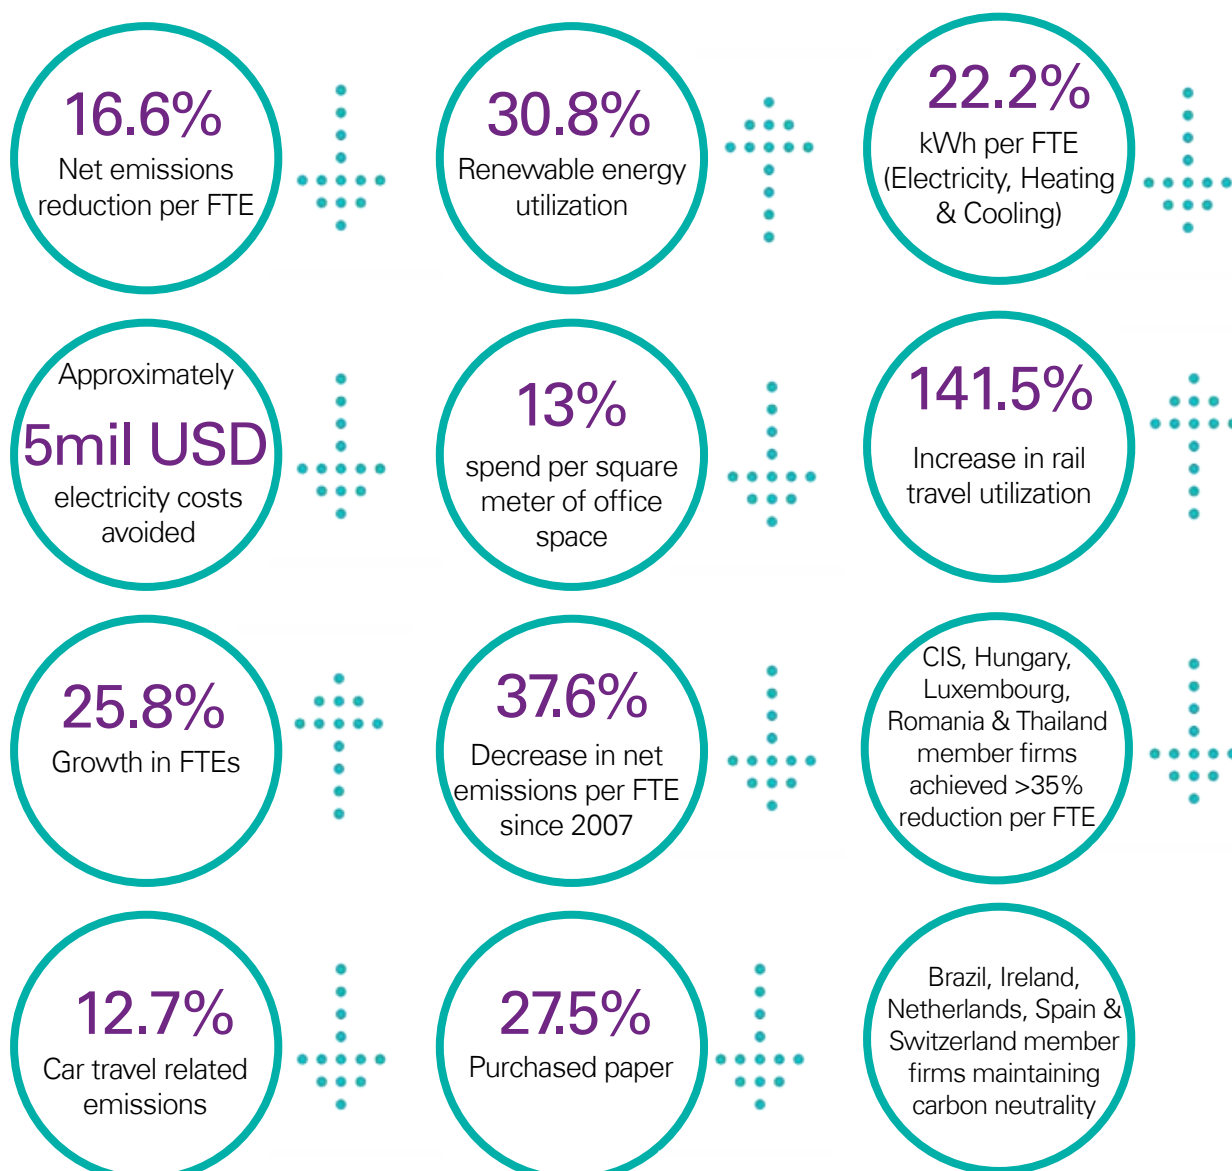 16.6%
Net emissions
reduction per FTE
30.8%
Renewable energy
utilization
22.2%
kWh per FTE
(Electricity, Heating
& Cooling)
Approximately
5mil USD
electricity costs
avoided
13%
spend per square
meter of office
space
141.5%
Increase in rail
travel utilization
25.8%
Growth in FTEs
37.6%
Decrease in net
emissions per FTE
since 2007
CIS, Hungary,
Luxembourg,
Romania & Thailand
member firms
achieved >35%
reduction per FTE
12.7%
Car travel related
emissions
27.5%
Purchased paper
Brazil, Ireland,
Netherlands, Spain &
Switzerland member
firms maintaining
carbon neutrality